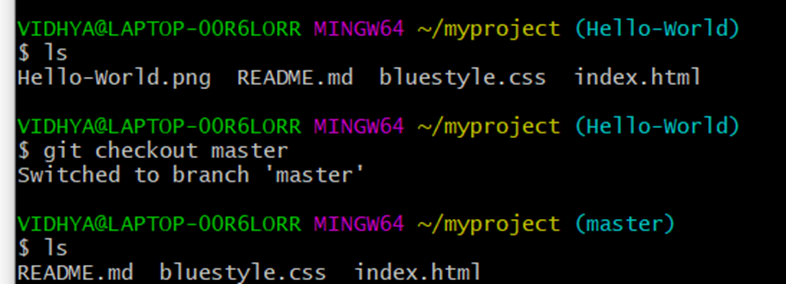 VIDHYA@LAPTOP-OOR6LORR MINGW64 ~/myproject (Hello-World)
$ ls
Hello-World.png  README.md  bluestyle.css  index.html
VIDHYA@LAPTOP-OOR6LORR MINGW64 ~/myproject (Hello-World)
$ git checkout master
Switched to branch 'master'
VIDHYA@LAPTOP-OOR6LORR MINGW64 ~/myproject (master)
$ ls
README.md  bluestyle.css  index.html